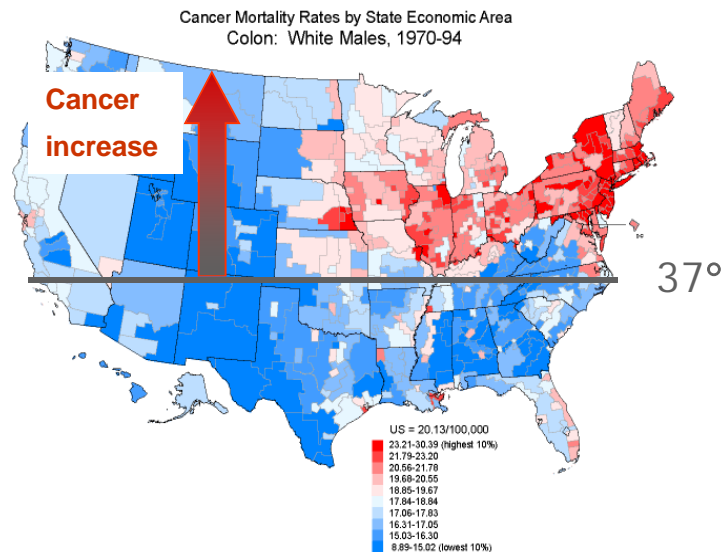 Cancer Mortality Rates by State Economic Area
Colon: White Males, 1970-94
Cancer
increase
37°
US = 20.13/100,000
23.21-30.39 (highest 10%)
21.79-23.20
20.56-21.78
19.68-20.55
18.85-19.67
17.84-18.84
17.06-17.83
16.31-17.05
15.03-16.30
8.89-15.02 (lowest 10%)